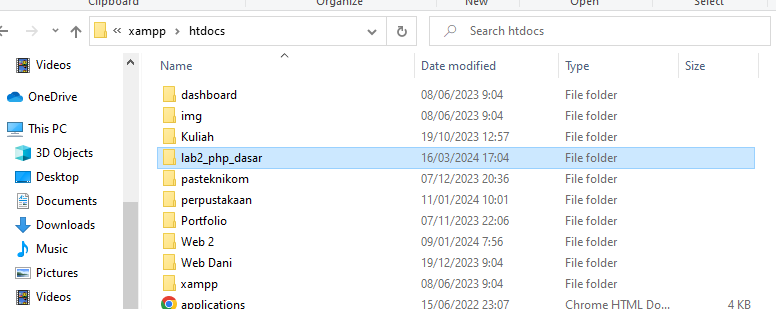 Clipboard Organize New Open Select
xampp htdocs Search htdocs
Name Date modified Type Size
Videos
OneDrive
This PC
3D Objects
Desktop
Documents
Downloads
Music
Pictures
Videos
dashboard 08/06/2023 9:04 File folder
img 08/06/2023 9:04 File folder
Kuliah 19/10/2023 12:57 File folder
lab2_php_dasar 16/03/2024 17:04 File folder
pasteknikom 07/12/2023 20:36 File folder
perpustakaan 11/01/2024 10:01 File folder
Portfolio 07/11/2023 22:06 File folder
Web 2 09/01/2024 7:56 File folder
Web Dani 19/12/2023 9:04 File folder
xampp 08/06/2023 9:04 File folder
applications 15/06/2022 23:07 Chrome HTML Do... 4 KB